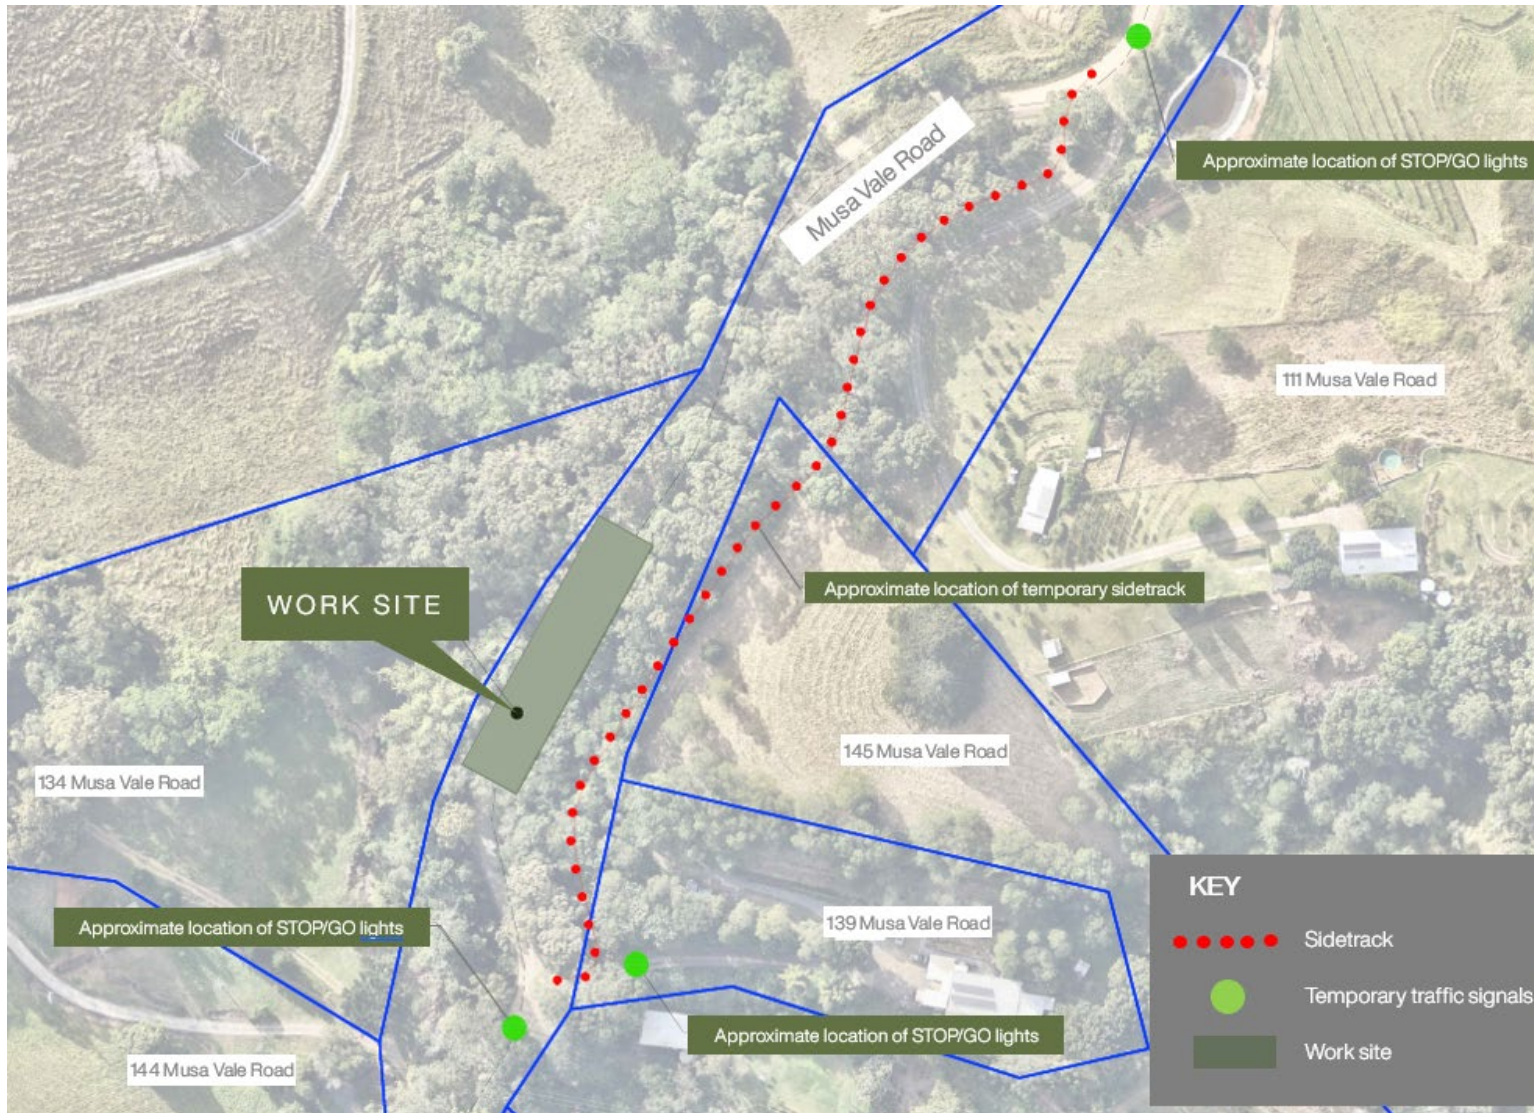 Musa Vale Road
Approximate location of STOP/GO lights
111 Musa Vale Road
Approximate location of temporary sidetrack
WORK SITE
145 Musa Vale Road
134 Musa Vale Road
Approximate location of STOP/GO lights
139 Musa Vale Road
Approximate location of STOP/GO lights
144 Musa Vale Road
KEY
Sidetrack
Temporary traffic signals
Work site